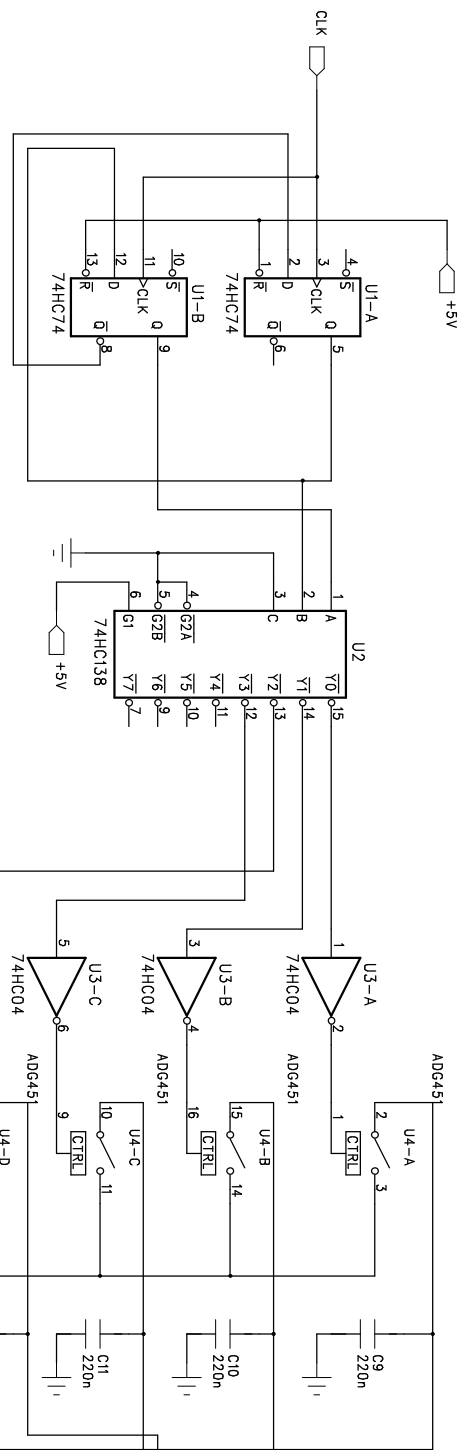 CLK
+5V
U1-A
4
S
3
CLK
Q
5
2
D
1
R
Q
6
74HC74
U1-B
10
S
11
CLK
Q
9
12
D
13
R
Q
8
74HC74
U2
1
A
Y0
15
2
B
Y1
14
3
C
Y2
13
Y3
12
Y4
11
4
G2A
Y5
10
5
G2B
Y6
9
6
G1
Y7
7
74HC138
+5V
U3-A
1
2
74HC04
U3-B
3
4
74HC04
U3-C
5
6
74HC04
ADG451
U4-A
2
3
1
CTRL
ADG451
U4-B
15
14
16
CTRL
ADG451
U4-C
10
11
9
CTRL
U4-D
C9
220n
C10
220n
C11
220n